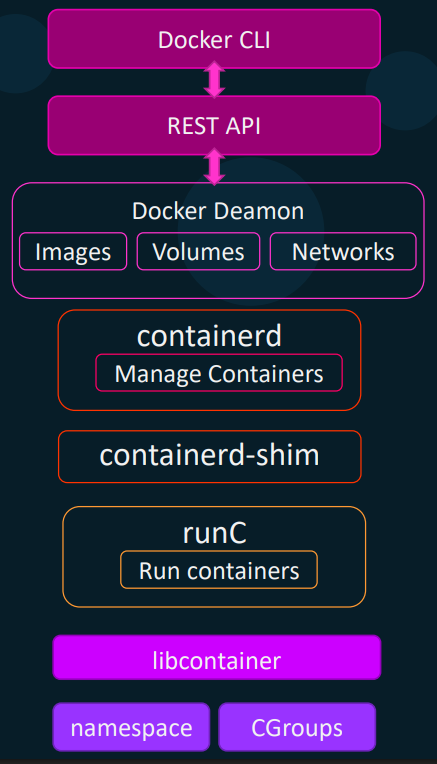 Docker CLI
REST API
Docker Deamon
Images Volumes Networks
containerd
Manage Containers
containerd-shim
runC
Run containers
libcontainer
namespace CGroups